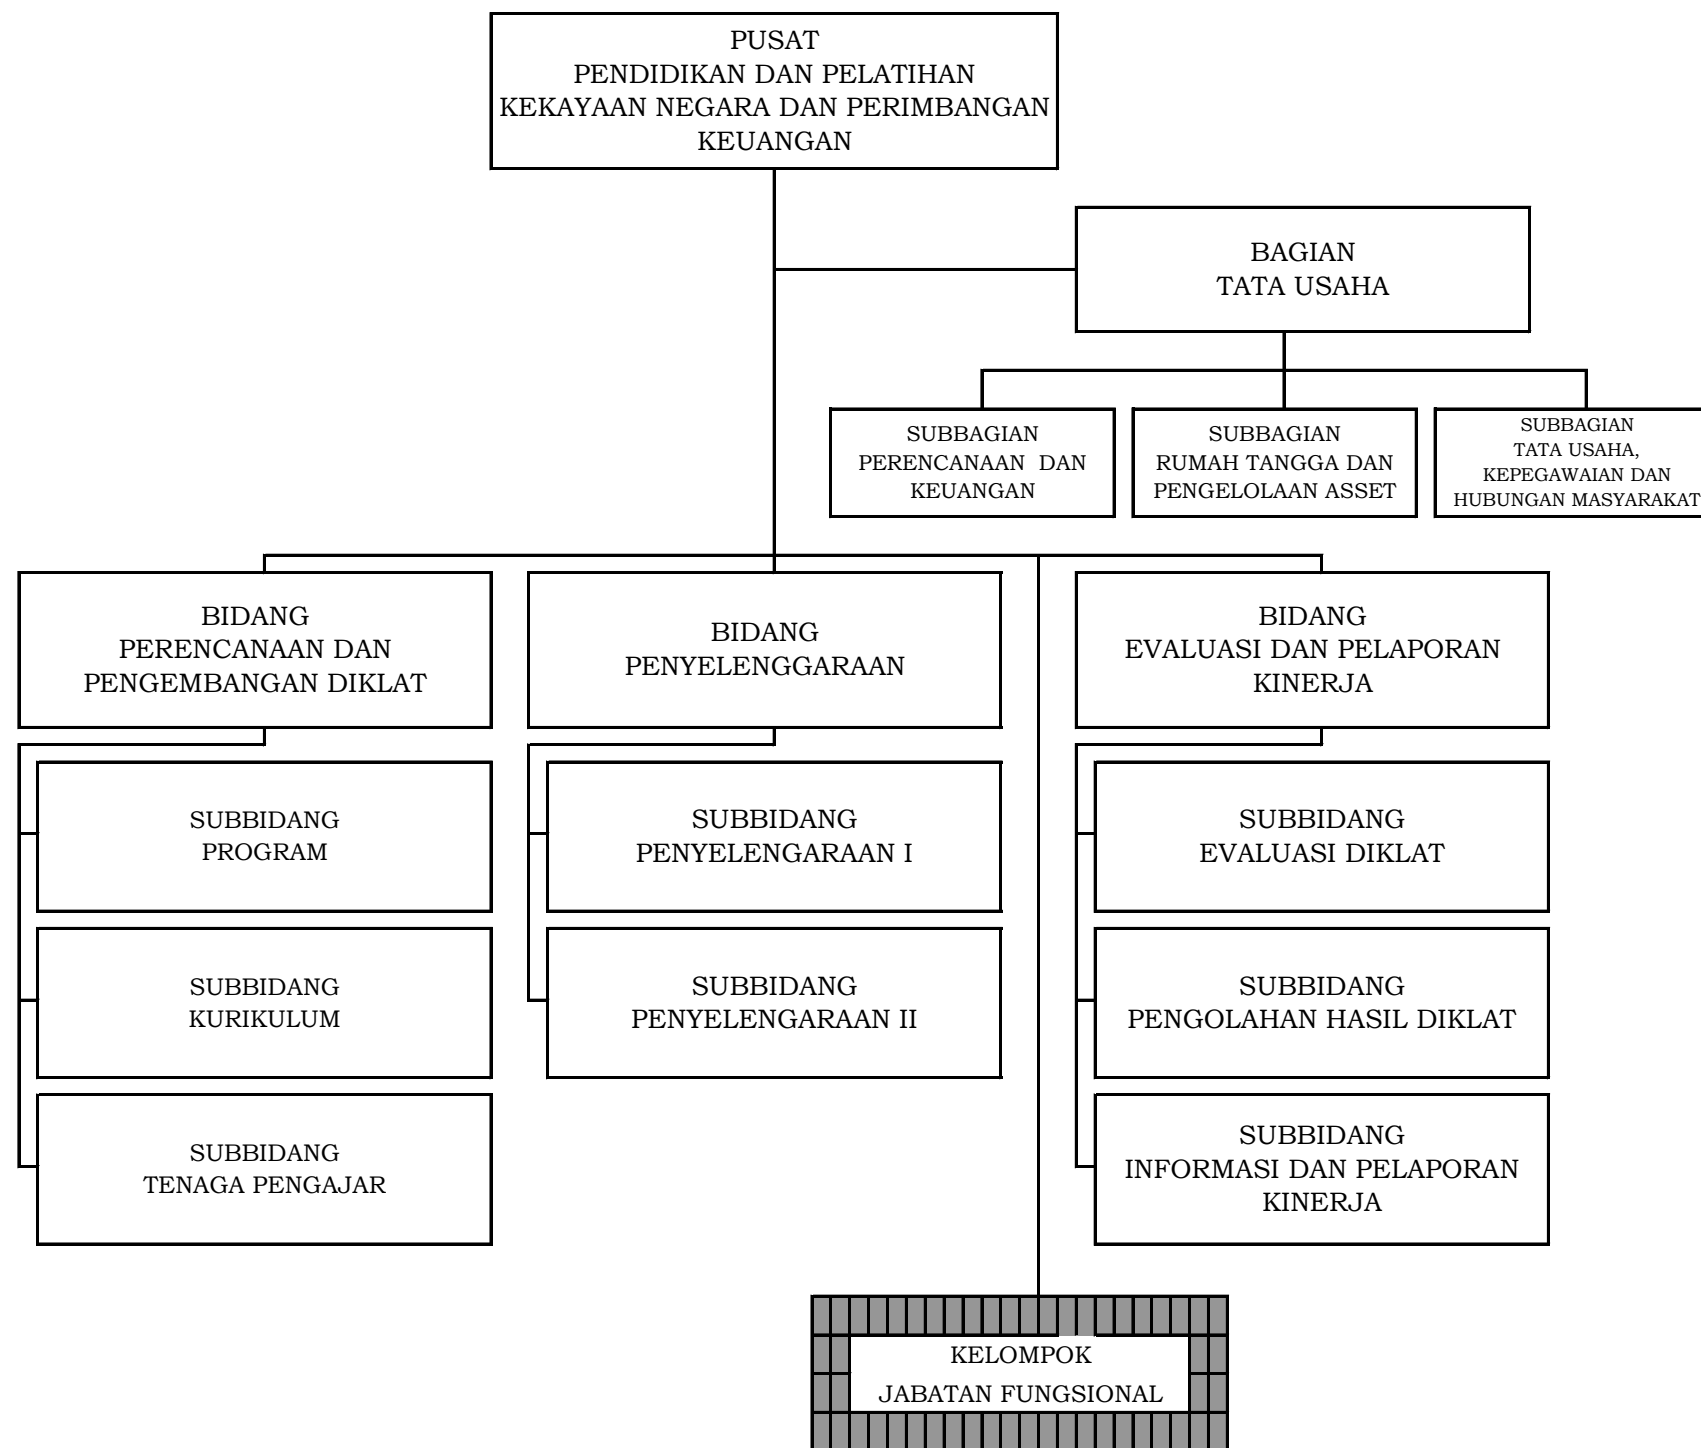 PUSAT
PENDIDIKAN DAN PELATIHAN
KEKAYAAN NEGARA DAN PERIMBANGAN
KEUANGAN
BAGIAN
TATA USAHA
SUBBAGIAN
PERENCANAAN DAN
KEUANGAN
SUBBAGIAN
RUMAH TANGGA DAN
PENGELOLAAN ASSET
SUBBAGIAN
TATA USAHA,
KEPEGAWAIAN DAN
HUBUNGAN MASYARAKAT
BIDANG
PERENCANAAN DAN
PENGEMBANGAN DIKLAT
BIDANG
PENYELENGGARAAN
BIDANG
EVALUASI DAN PELAPORAN
KINERJA
SUBBIDANG
PROGRAM
SUBBIDANG
PENYELENGARAAN I
SUBBIDANG
EVALUASI DIKLAT
SUBBIDANG
KURIKULUM
SUBBIDANG
PENYELENGARAAN II
SUBBIDANG
PENGOLAHAN HASIL DIKLAT
SUBBIDANG
TENAGA PENGAJAR
SUBBIDANG
INFORMASI DAN PELAPORAN
KINERJA
KELOMPOK
JABATAN FUNGSIONAL